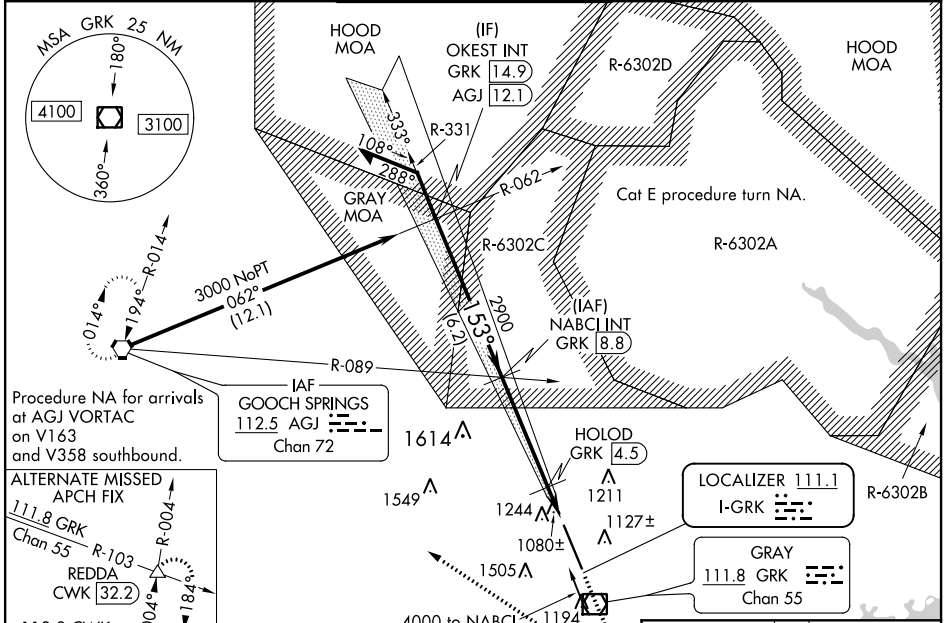 MSA GRK 25 NM
180°
4100
3100
360°
HOOD
MOA
(IF)
OKEST INT
GRK 14.9
AGJ 12.1
R-6302D
HOOD
MOA
333°
R-331
108°
288°
R-062
GRAY
MOA
Cat E procedure turn NA.
R-6302C
R-6302A
R-014
194°
014°
3000 NoPT
062°
(12.1)
2900
153°
(6.2)
(IAF)
NABCI INT
GRK 8.8
R-089
Procedure NA for arrivals
at AGJ VORTAC
on V163
and V358 southbound.
IAF
GOOCH SPRINGS
112.5 AGJ
Chan 72
1614
HOLOD
GRK 4.5
1549
1244
1211
1127±
1080±
1505
LOCALIZER 111.1
I-GRK
R-6302B
ALTERNATE MISSED
APCH FIX
111.8 GRK
Chan 55
R-103
R-004
REDDA
CWK 32.2
004°
184°
GRAY
111.8 GRK
Chan 55
4000 to NABCI
1194